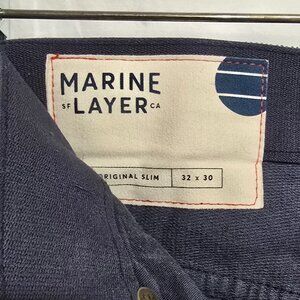 MARINE
SF LAYER CA
ORIGINAL SLIM 32 x 30